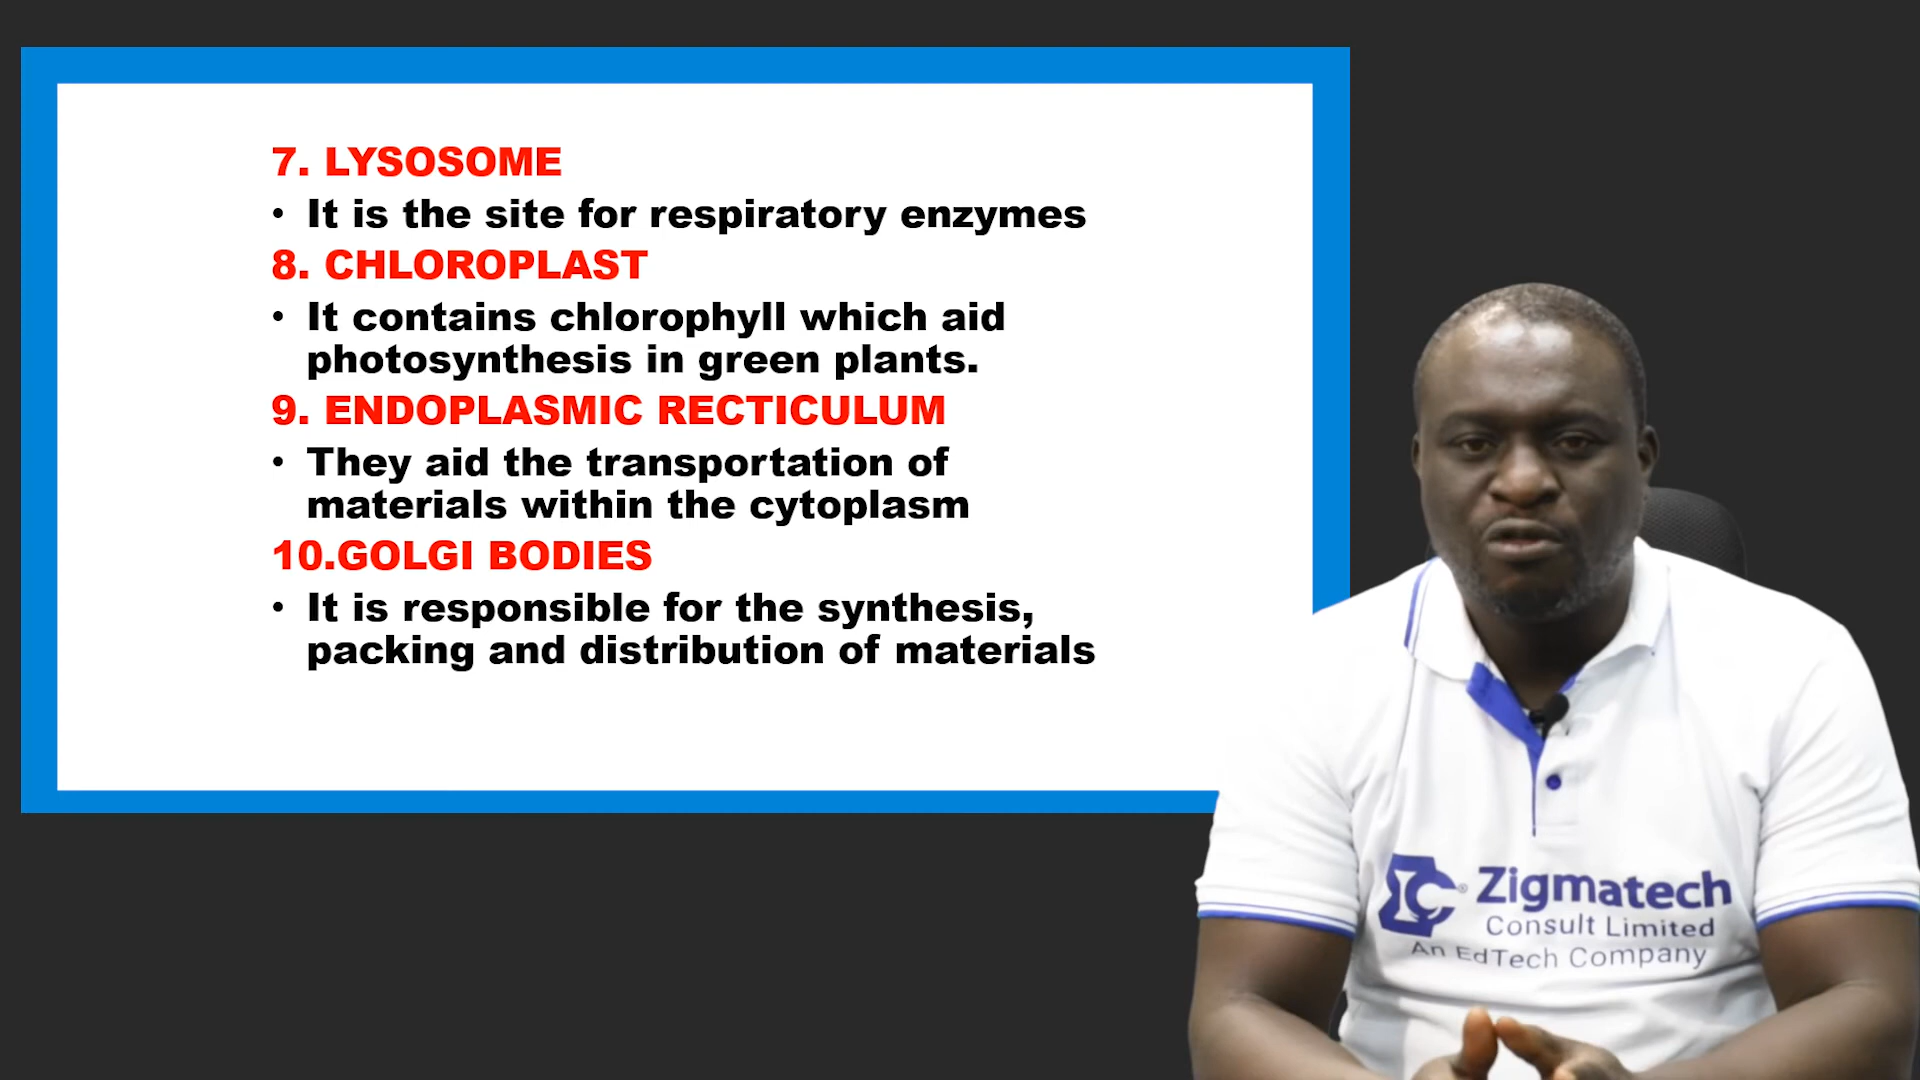 7. LYSOSOME
• It is the site for respiratory enzymes
8. CHLOROPLAST
• It contains chlorophyll which aid
photosynthesis in green plants.
9. ENDOPLASMIC RECTICULUM
• They aid the transportation of
materials within the cytoplasm
10.GOLGI BODIES
• It is responsible for the synthesis,
packing and distribution of materials
ZC® Zigmatech
Consult Limited
An EdTech Company